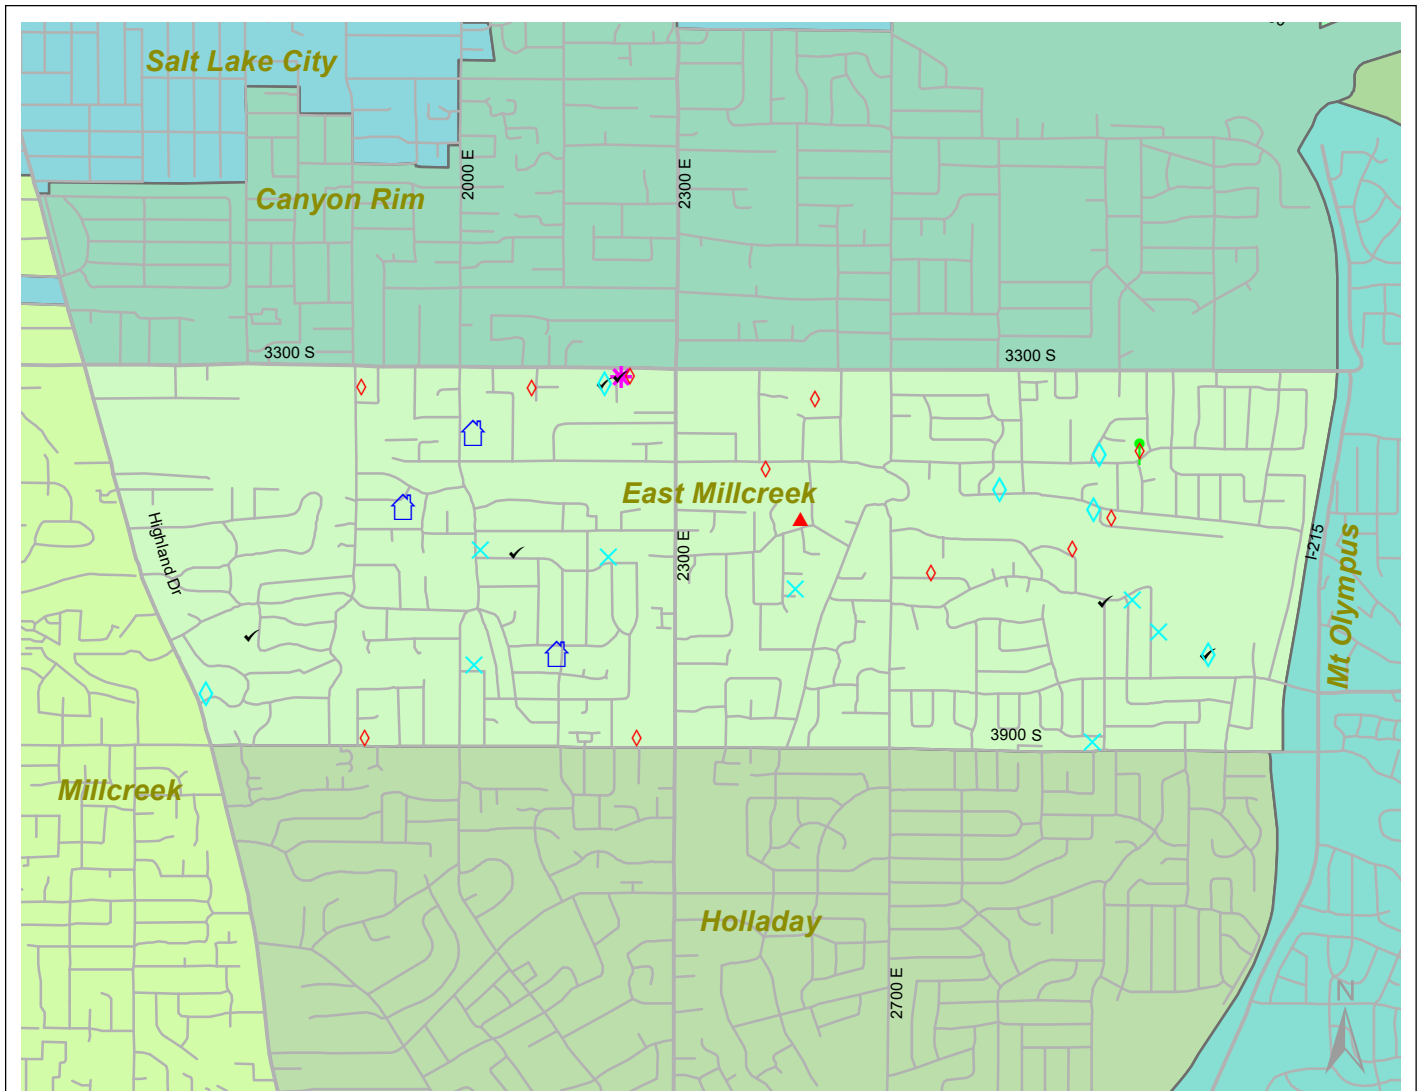 Salt Lake City
2000 E
2300 E
Canyon Rim
3300 S
3300 S
East Millcreek
Highland Dr
2300 E
I-215
Mt Olympus
3900 S
Millcreek
Holladay
2700 E
N